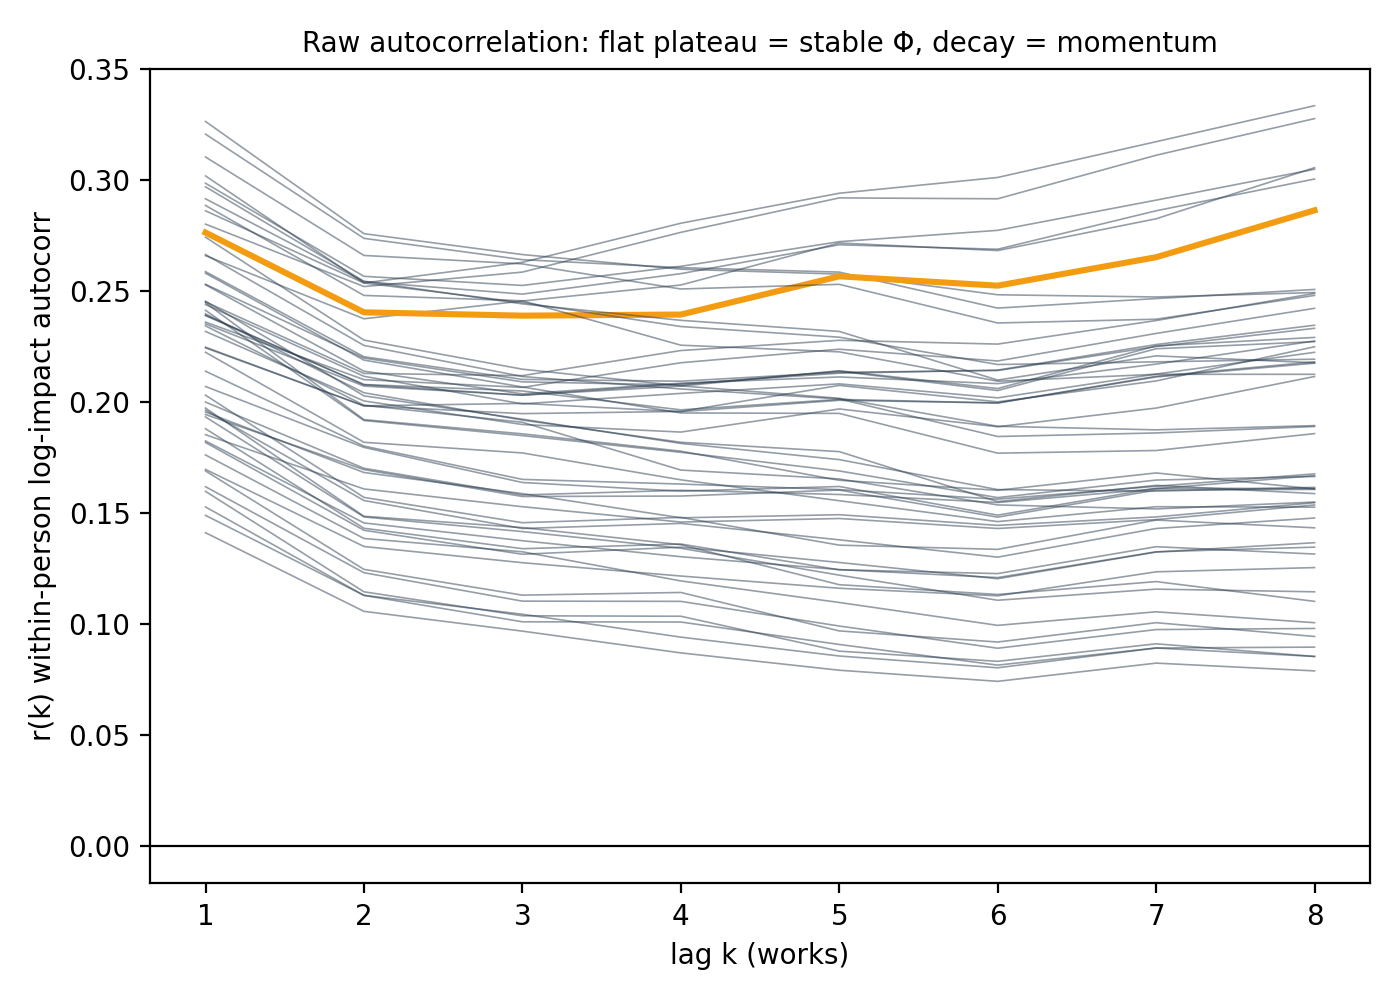 Raw autocorrelation: flat plateau = stable Φ, decay = momentum
r(k) within-person log-impact autocorr
0.35
0.30
0.25
0.20
0.15
0.10
0.05
0.00
1 2 3 4 5 6 7 8
lag k (works)